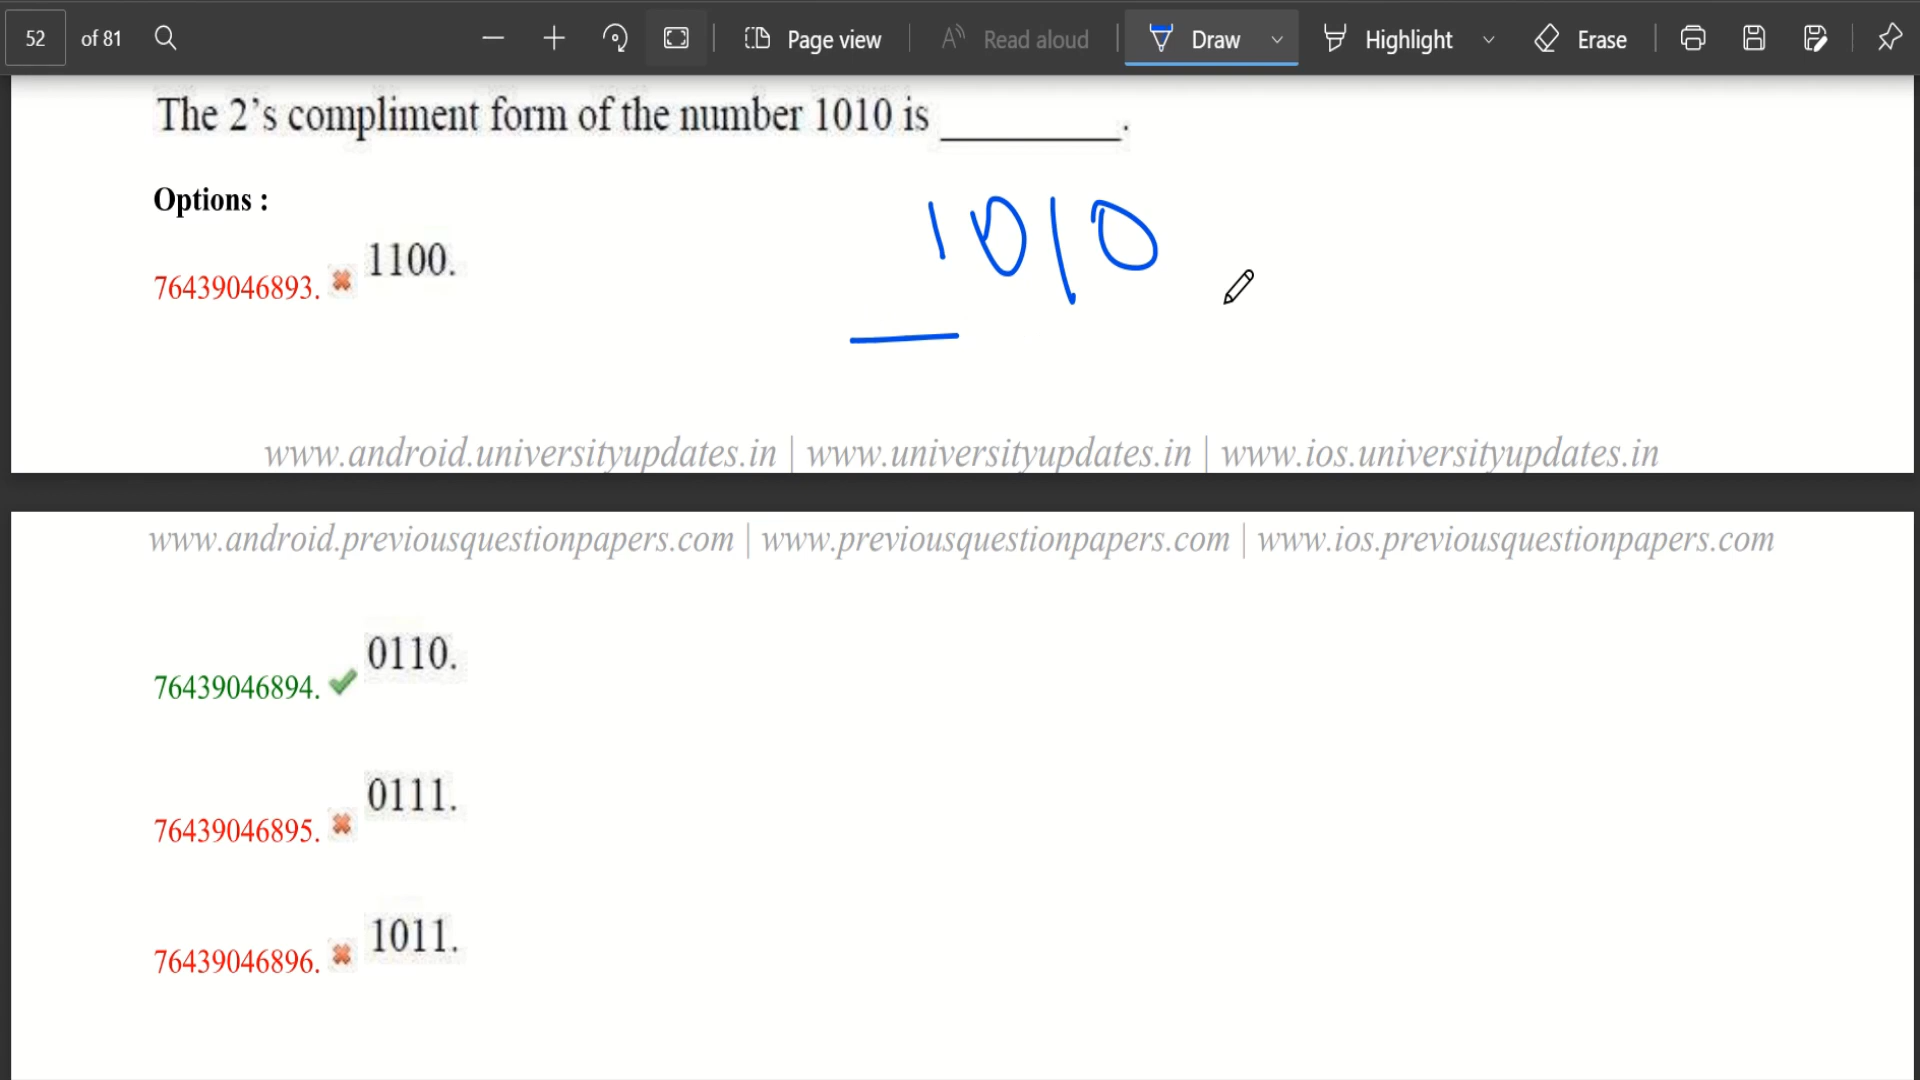 52 of 81 Page view Read aloud Draw Highlight Erase
The 2’s compliment form of the number 1010 is ________.
Options :
1010
76439046893. 1100.
www.android.universityupdates.in | www.universityupdates.in | www.ios.universityupdates.in
www.android.previousquestionpapers.com | www.previousquestionpapers.com | www.ios.previousquestionpapers.com
76439046894. 0110.
76439046895. 0111.
76439046896. 1011.